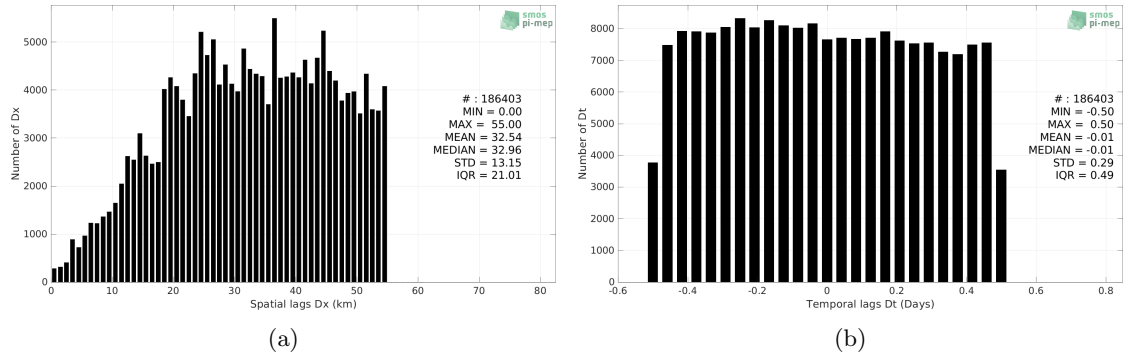 smos
pi-mep
5000
4000
3000
2000
1000
0
Number of Dx
# : 186403
MIN = 0.00
MAX = 55.00
MEAN = 32.54
MEDIAN = 32.96
STD = 13.15
IQR = 21.01
0 10 20 30 40 50 60 70 80
Spatial lags Dx (km)
(a)
smos
pi-mep
8000
7000
6000
5000
4000
3000
2000
1000
0
Number of Dt
# : 186403
MIN = -0.50
MAX = 0.50
MEAN = -0.01
MEDIAN = -0.01
STD = 0.29
IQR = 0.49
-0.6 -0.4 -0.2 0 0.2 0.4 0.6 0.8
Temporal lags Dt (Days)
(b)